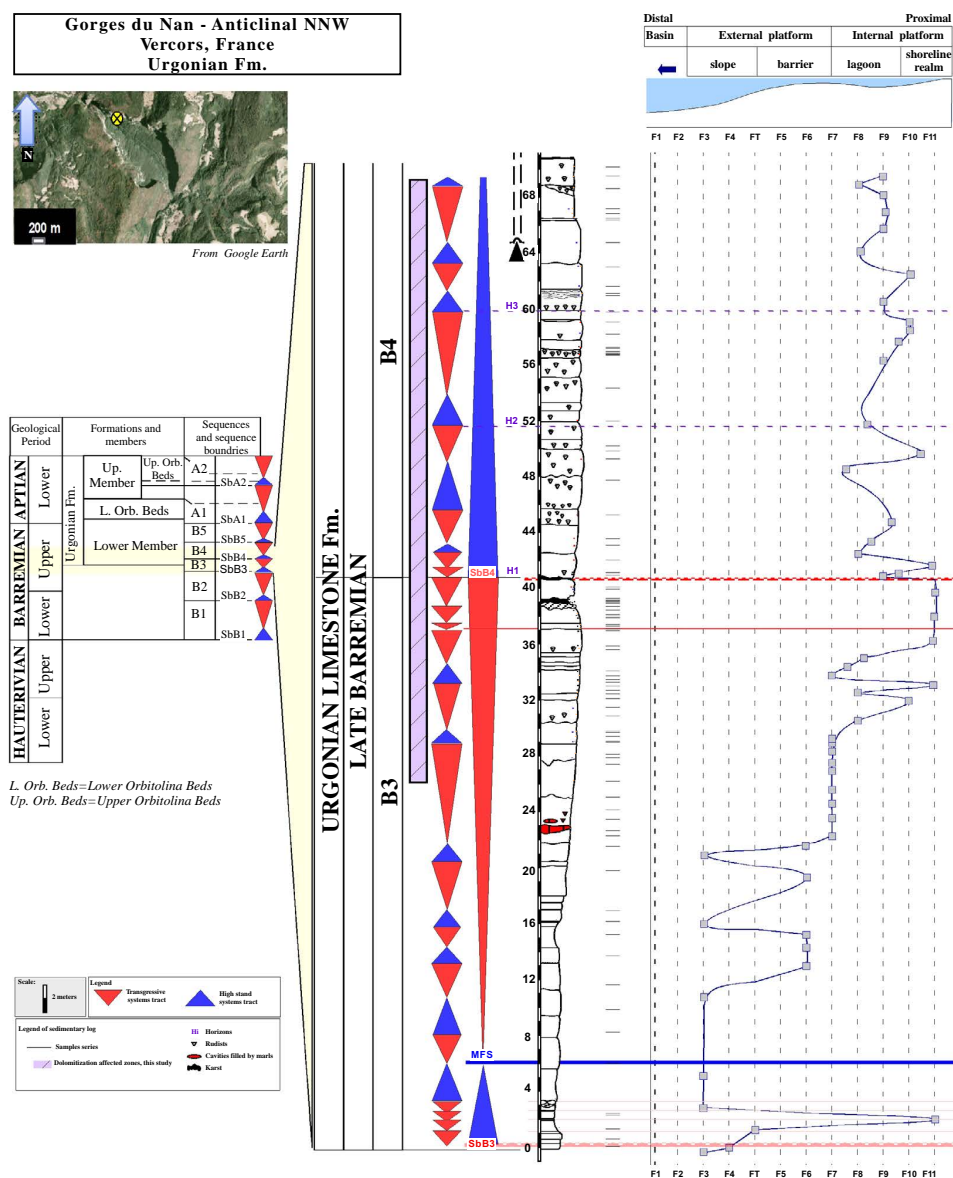 Gorges du Nan - Anticlinal NNW
Vercors, France
Urgonian Fm.
N
200 m
From Google Earth
Distal
Proximal
Basin
External platform
Internal platform
slope
barrier
lagoon
shoreline
realm
F1 F2 F3 F4 FT F5 F6 F7 F8 F9 F10 F11
Geological
Period
Formations and
members
Sequences
and sequence
boundries
APTIAN
BARREMIAN
HAUTERIVIAN
Lower
Upper
Lower
Upper
Lower
Urgonian Fm.
Up.
Member
Up. Orb.
Beds
L. Orb. Beds
Lower Member
A2
SbA2
A1
SbA1
B5
SbB5
B4
SbB4
B3
SbB3
B2
SbB2
B1
SbB1
L. Orb. Beds=Lower Orbitolina Beds
Up. Orb. Beds=Upper Orbitolina Beds
URGONIAN LIMESTONE Fm.
LATE BARREMIAN
B4
B3
H3
H2
H1
SbB4
MFS
SbB3
68
64
60
56
52
48
44
40
36
32
28
24
20
16
12
8
4
0
Scale:
2 meters
Legend
Transgressive
systems tract
High stand
systems tract
Legend of sedimentary log
Samples series
Dolomitization affected zones, this study
Hi Horizons
Rudists
Cavities filled by marls
Karst
F1 F2 F3 F4 FT F5 F6 F7 F8 F9 F10 F11